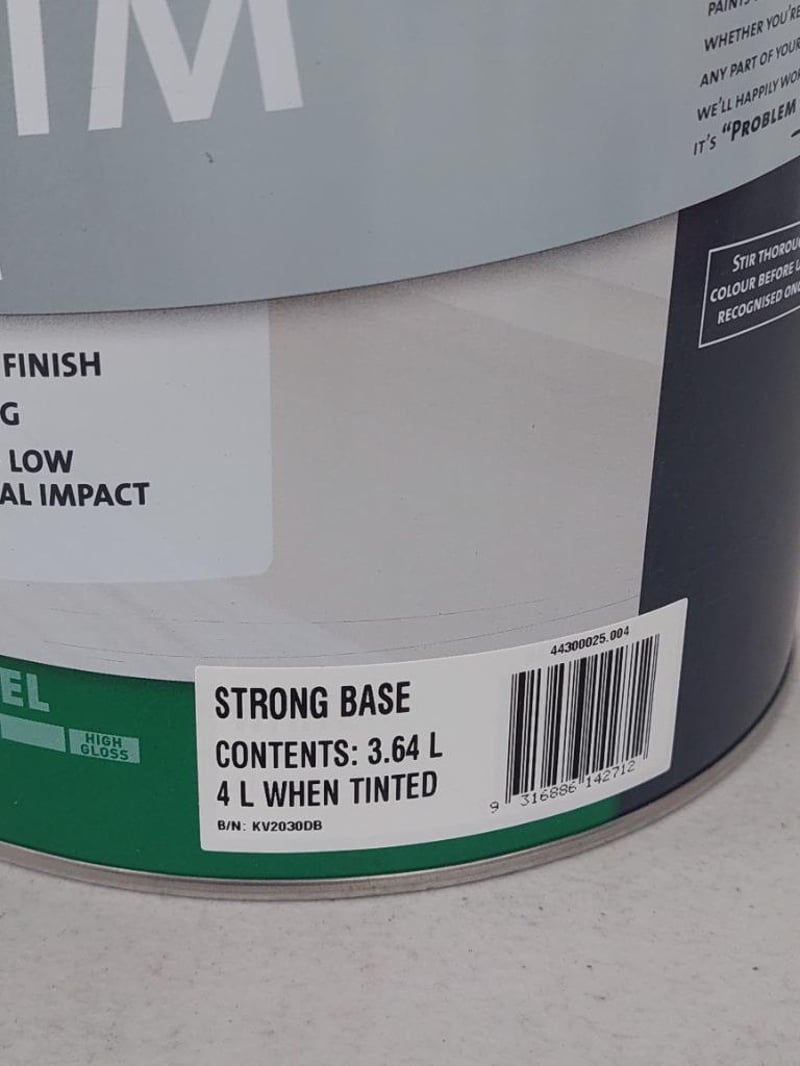 IM
PAINTS
WHETHER YOU'RE
ANY PART OF YOUR
WE'LL HAPPILY WO
IT'S "PROBLEM
STIR THOROU
COLOUR BEFORE U
RECOGNISED ONC
FINISH
G
LOW
AL IMPACT
EL
HIGH
GLOSS
STRONG BASE
CONTENTS: 3.64 L
4 L WHEN TINTED
B/N: KV2030DB
44300025.004
9 316886 142712